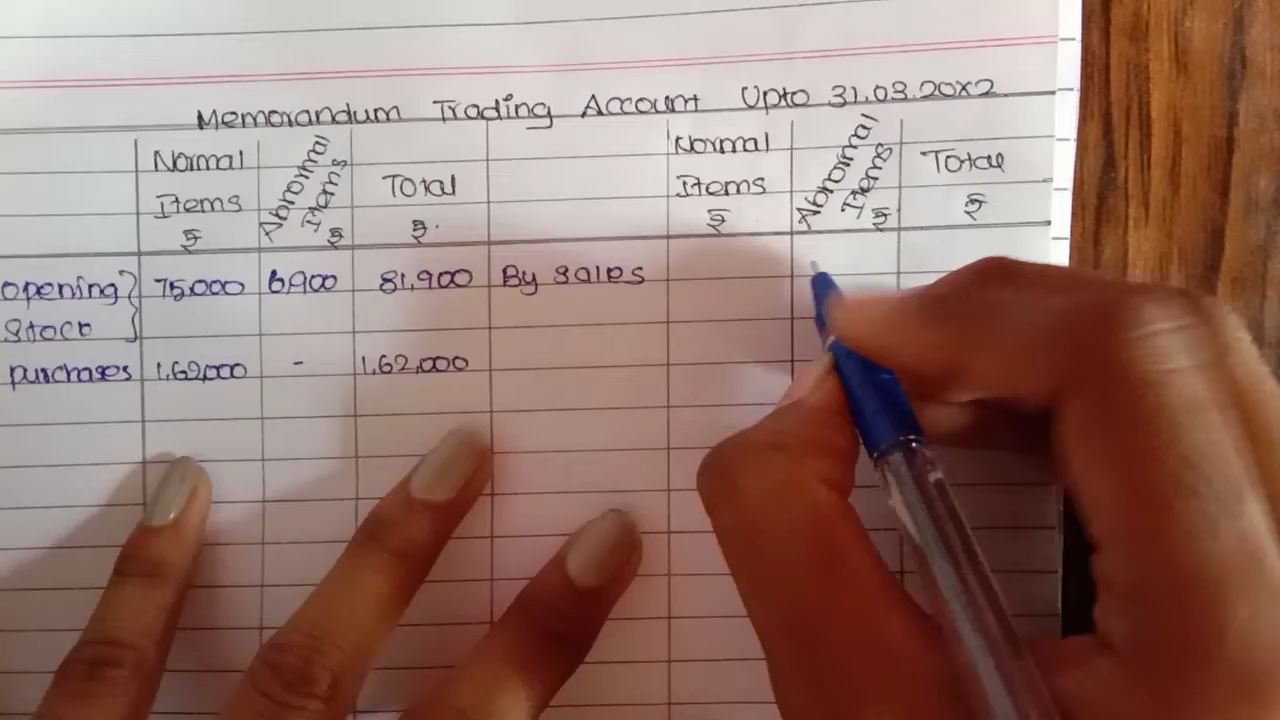 Memorandum Trading Account Upto 31.03.20X2
Normal Items ₹ Abnormal Items ₹ Total ₹. Normal Items ₹ Abnormal Items ₹ Total ₹
opening stock 75,000 6,900 81,900 By sales
purchases 1,62,000 - 1,62,000